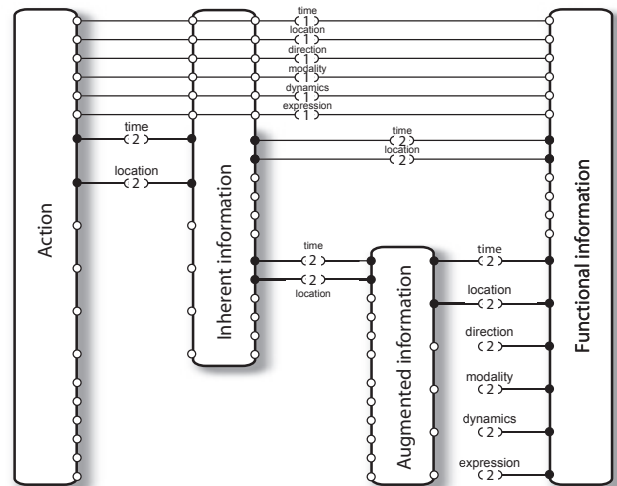 time
( 1 )
location
( 1 )
direction
( 1 )
modality
( 1 )
dynamics
( 1 )
expression
( 1 )
time
( 2 )
location
( 2 )
time
( 2 )
location
( 2 )
time
( 2 )
( 2 )
location
time
( 2 )
location
( 2 )
direction
( 2 )
modality
( 2 )
dynamics
( 2 )
expression
( 2 )
Action
Inherent information
Augmented information
Functional information